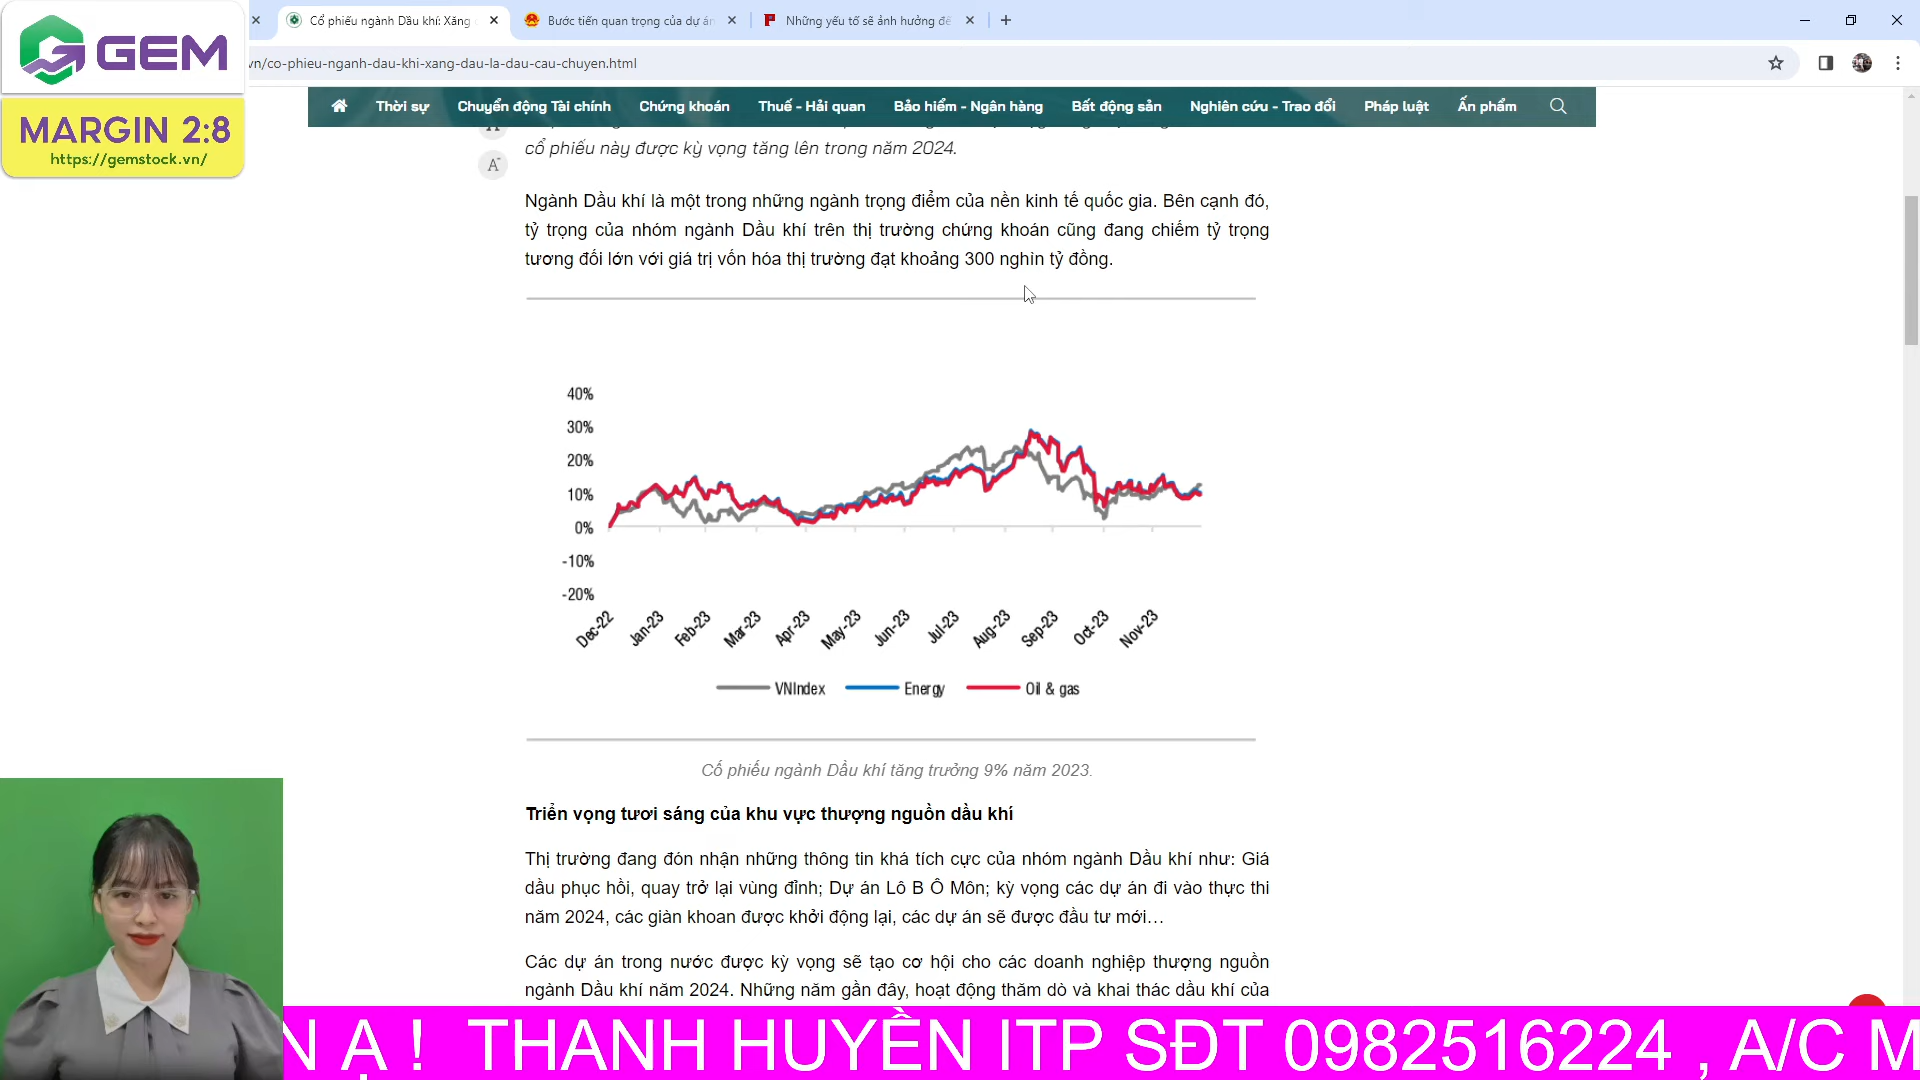 GEM
MARGIN 2:8
https://gemstock.vn/
Cổ phiếu ngành Dầu khí: Xăng
Bước tiến quan trọng của dự án
Những yếu tố sẽ ảnh hưởng đế
vn/co-phieu-nganh-dau-khi-xang-dau-la-dau-cau-chuyen.html
Thời sự Chuyển động Tài chính Chứng khoán Thuế - Hải quan Bảo hiểm - Ngân hàng Bất động sản Nghiên cứu - Trao đổi Pháp luật Ấn phẩm
A-
cổ phiếu này được kỳ vọng tăng lên trong năm 2024.
Ngành Dầu khí là một trong những ngành trọng điểm của nền kinh tế quốc gia. Bên cạnh đó,
tỷ trọng của nhóm ngành Dầu khí trên thị trường chứng khoán cũng đang chiếm tỷ trọng
tương đối lớn với giá trị vốn hóa thị trường đạt khoảng 300 nghìn tỷ đồng.
40%
30%
20%
10%
0%
-10%
-20%
Dec-22 Jan-23 Feb-23 Mar-23 Apr-23 May-23 Jun-23 Jul-23 Aug-23 Sep-23 Oct-23 Nov-23
VNIndex Energy Oil & gas
Cổ phiếu ngành Dầu khí tăng trưởng 9% năm 2023.
Triển vọng tươi sáng của khu vực thượng nguồn dầu khí
Thị trường đang đón nhận những thông tin khá tích cực của nhóm ngành Dầu khí như: Giá
dầu phục hồi, quay trở lại vùng đỉnh; Dự án Lô B Ô Môn; kỳ vọng các dự án đi vào thực thi
năm 2024, các giàn khoan được khởi động lại, các dự án sẽ được đầu tư mới…
Các dự án trong nước được kỳ vọng sẽ tạo cơ hội cho các doanh nghiệp thượng nguồn
ngành Dầu khí năm 2024. Những năm gần đây, hoạt động thăm dò và khai thác dầu khí của
N Ạ ! THANH HUYỀN ITP SĐT 0982516224 , A/C M